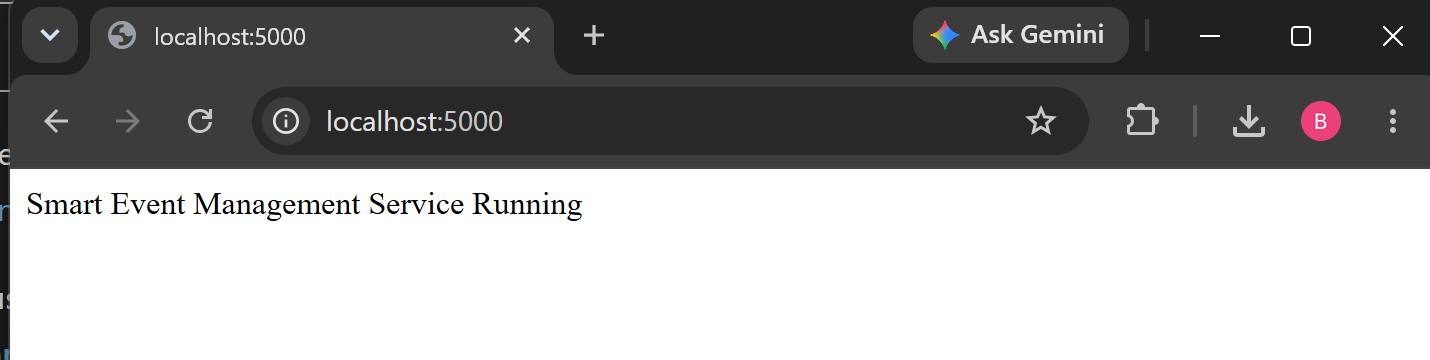 localhost:5000
Ask Gemini
localhost:5000
B
Smart Event Management Service Running